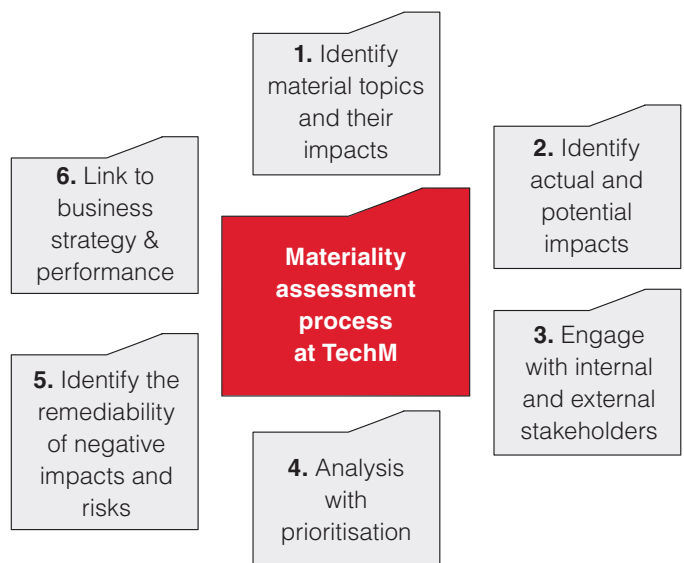 1. Identify
material topics
and their
impacts
2. Identify
actual and
potential
impacts
3. Engage
with internal
and external
stakeholders
4. Analysis
with
prioritisation
5. Identify the
remediability
of negative
impacts and
risks
6. Link to
business
strategy &
performance
Materiality
assessment
process
at TechM